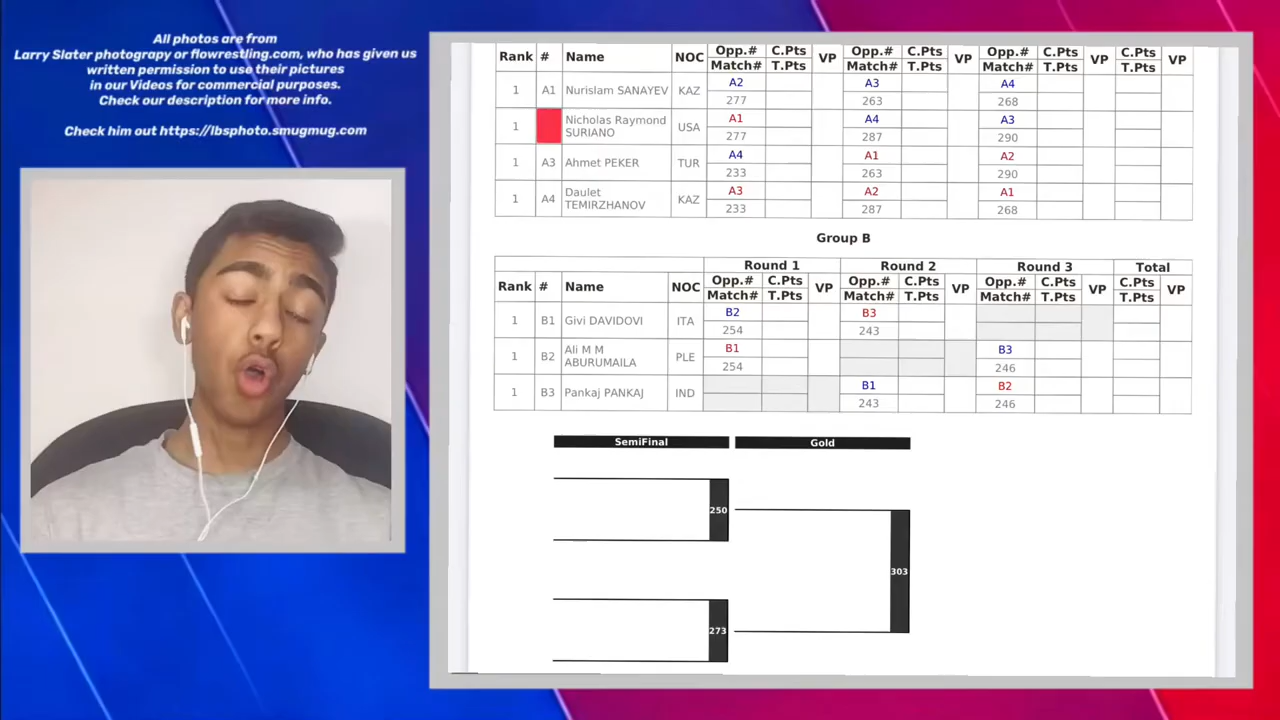 All photos are from
Larry Slater photograpy or flowrestling.com, who has given us
written permission to use their pictures
in our Videos for commercial purposes.
Check our description for more info.
Check him out https://lbsphoto.smugmug.com
Rank # Name NOC Opp.# C.Pts VP Opp.# C.Pts VP Opp.# C.Pts VP C.Pts VP
Match# T.Pts Match# T.Pts Match# T.Pts T.Pts
1 A1 Nurislam SANAYEV KAZ A2 A3 A4
277 263 268
1 Nicholas Raymond SURIANO USA A1 A4 A3
277 287 290
1 A3 Ahmet PEKER TUR A4 A1 A2
233 263 290
1 A4 Daulet TEMIRZHANOV KAZ A3 A2 A1
233 287 268
Group B
Round 1 Round 2 Round 3 Total
Rank # Name NOC Opp.# C.Pts VP Opp.# C.Pts VP Opp.# C.Pts VP C.Pts VP
Match# T.Pts Match# T.Pts Match# T.Pts T.Pts
1 B1 Givi DAVIDOVI ITA B2 B3
254 243
1 B2 Ali M M ABURUMAILA PLE B1 B3
254 246
1 B3 Pankaj PANKAJ IND B1 B2
243 246
SemiFinal Gold
250
303
273